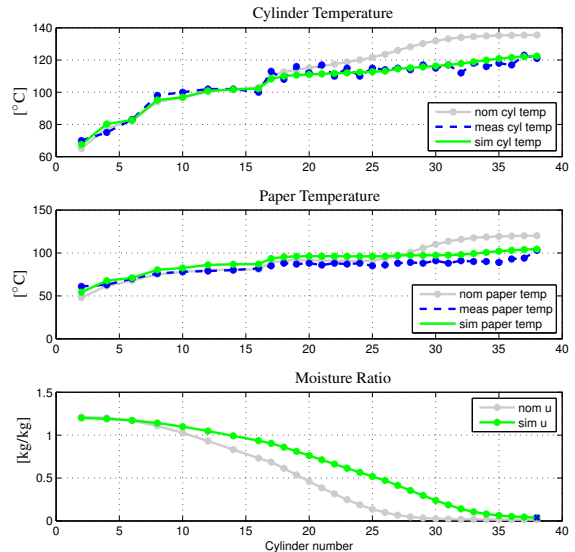 Cylinder Temperature
140
120
100
80
60
[°C]
nom cyl temp
meas cyl temp
sim cyl temp
0 5 10 15 20 25 30 35 40
Paper Temperature
150
100
50
0
[°C]
nom paper temp
meas paper temp
sim paper temp
0 5 10 15 20 25 30 35 40
Moisture Ratio
1.5
1
0.5
0
[kg/kg]
nom u
sim u
0 5 10 15 20 25 30 35 40
Cylinder number